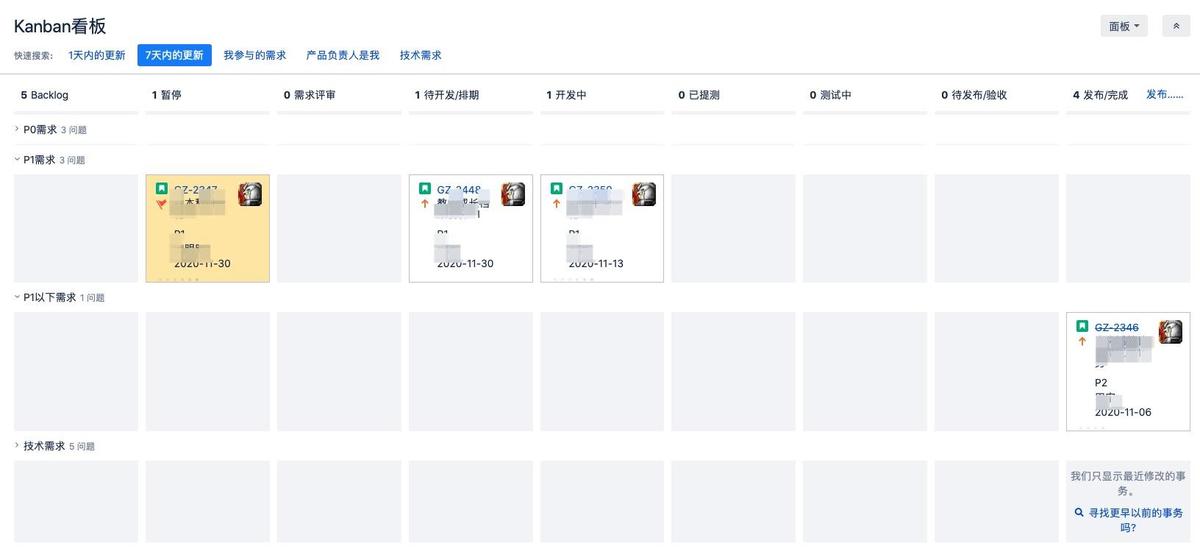 Kanban看板
面板
快速搜索: 1天内的更新 7天内的更新 我参与的需求 产品负责人是我 技术需求
5 Backlog 1 暂停 0 需求评审 1 待开发/排期 1 开发中 0 已提测 0 测试中 0 待发布/验收 4 发布/完成 发布......
P0需求 3 问题
P1需求 3 问题
GZ-2448
P1
2020-11-30
2020-11-30
2020-11-13
P1以下需求 1 问题
GZ-2346
P2
2020-11-06
技术需求 5 问题
我们只显示最近修改的事
务。
寻找更早以前的事务
吗?